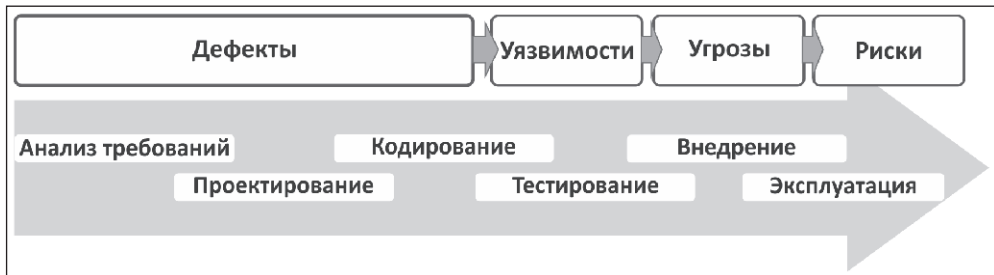 Дефекты
Уязвимости
Угрозы
Риски
Анализ требований
Кодирование
Внедрение
Проектирование
Тестирование
Эксплуатация